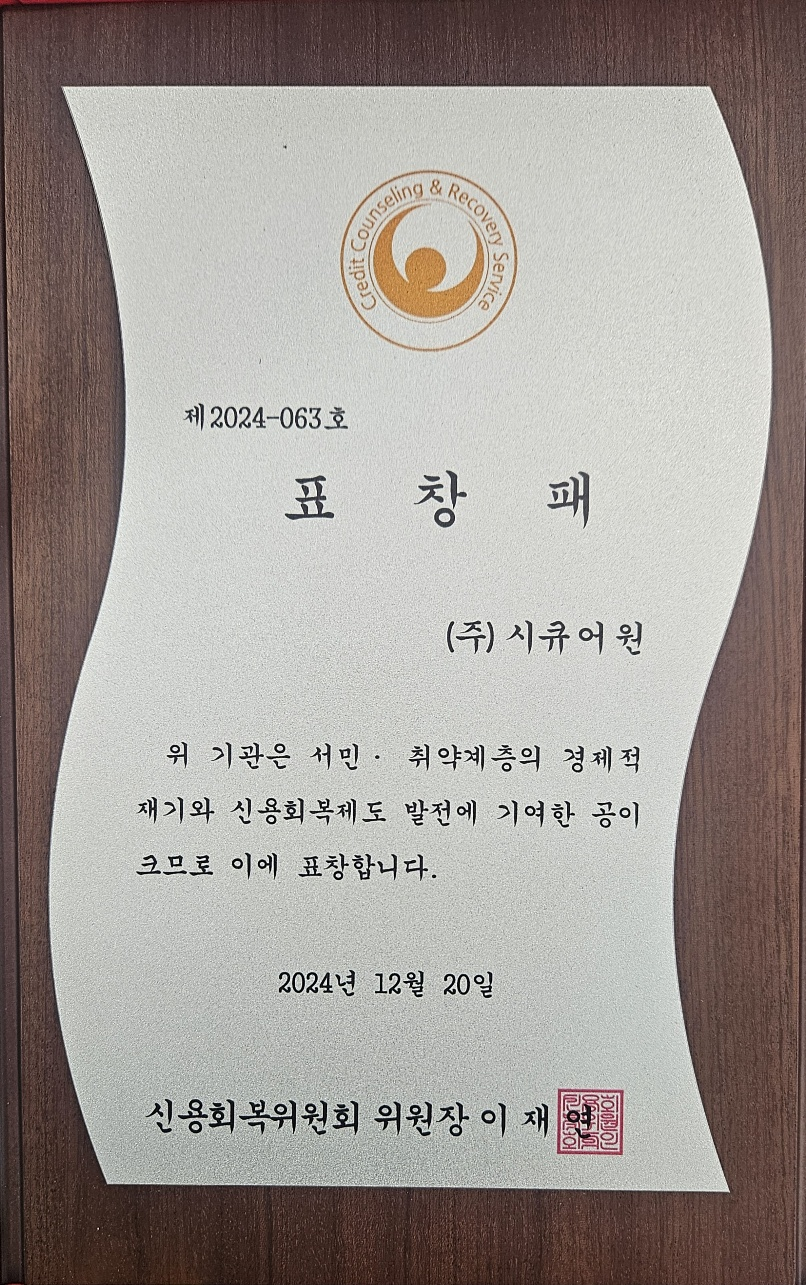 Credit Counseling & Recovery Service
제2024-063호
표 창 패
(주) 시큐어원
위 기관은 서민· 취약계층의 경제적
재기와 신용회복제도 발전에 기여한 공이
크므로 이에 표창합니다.
2024년 12월 20일
신용회복위원회 위원장 이 재 연